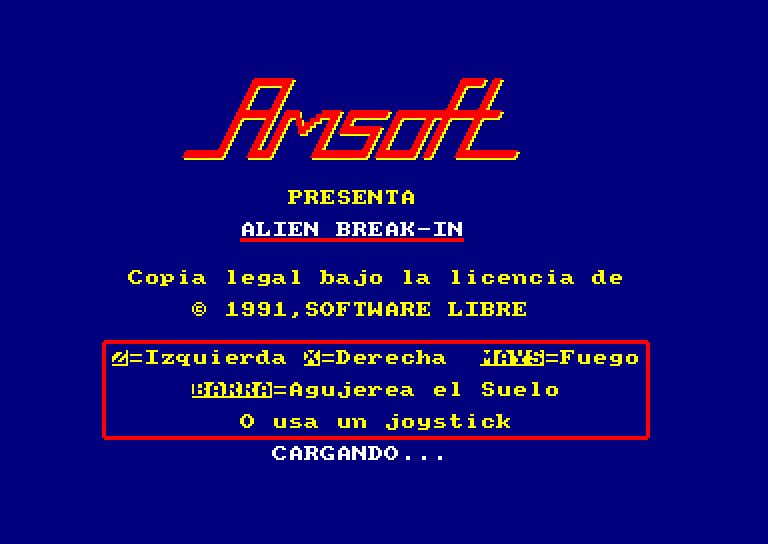 Amsoft
PRESENTA
ALIEN BREAK-IN
Copia legal bajo la licencia de
© 1991,SOFTWARE LIBRE
Z=Izquierda X=Derecha MAYS=Fuego
BARRA=Agujerea el Suelo
O usa un joystick
CARGANDO...